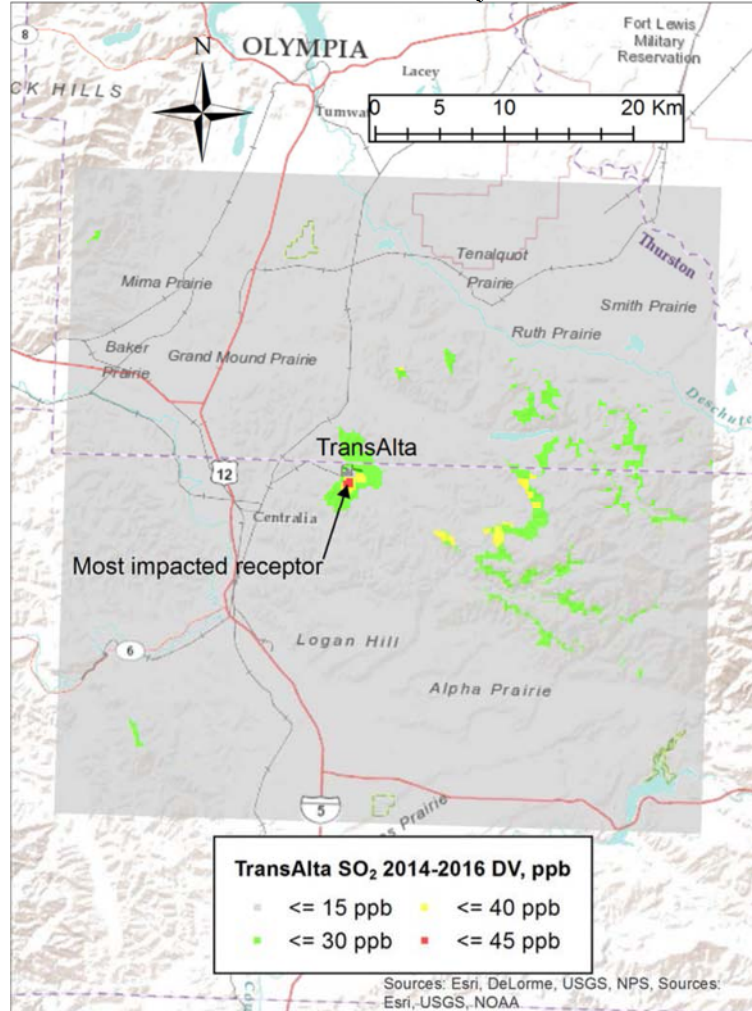 8
Fort Lewis
Military
Reservation
N
OLYMPIA
Lacey
CK HILLS
0 5 10 20 Km
Tumwa
Thurston
Tenalquot
Prairie
Mima Prairie
Smith Prairie
Ruth Prairie
Baker
Prairie
Grand Mound Prairie
Deschut
TransAlta
12
Centralia
Most impacted receptor
6
Logan Hill
Alpha Prairie
5
Prairie
TransAlta SO₂ 2014-2016 DV, ppb
<= 15 ppb <= 40 ppb
<= 30 ppb <= 45 ppb
Sources: Esri, DeLorme, USGS, NPS, Sources:
Esri, USGS, NOAA